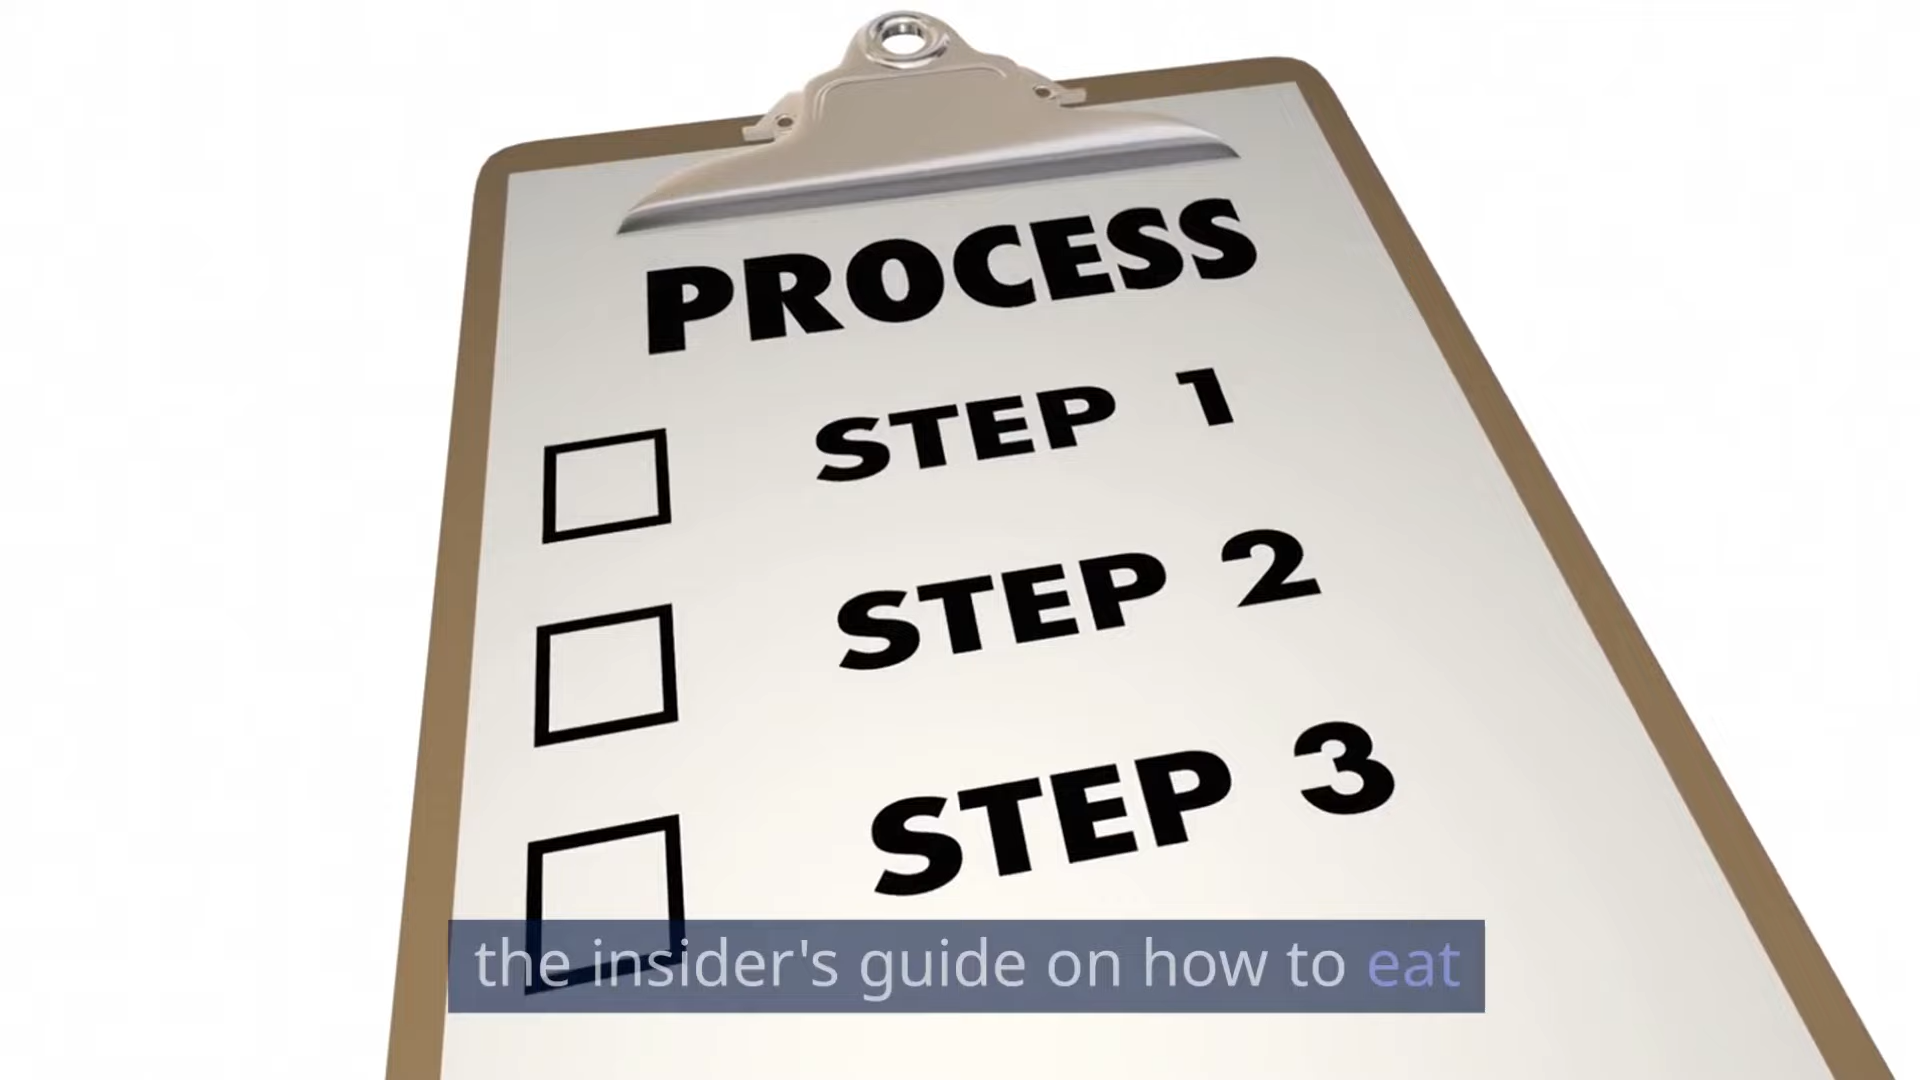 PROCESS
STEP 1
STEP 2
STEP 3
the insider's guide on how to eat